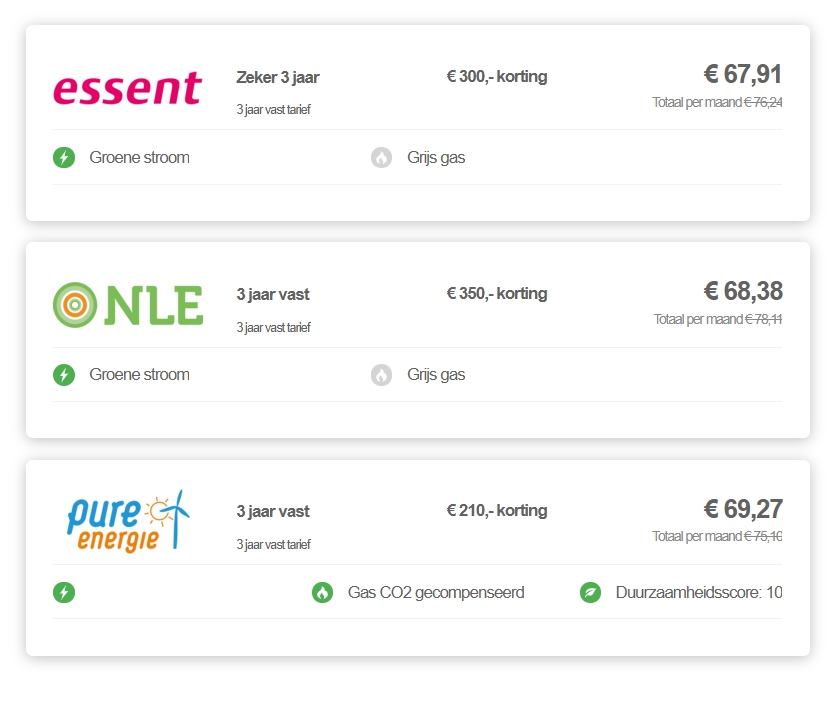 essent
Zeker 3 jaar
€ 300,- korting
€ 67,91
3 jaar vast tarief
Totaal per maand € 76,24
Groene stroom
Grijs gas
NLE
3 jaar vast
€ 350,- korting
€ 68,38
3 jaar vast tarief
Totaal per maand € 78,11
Groene stroom
Grijs gas
pure energie
3 jaar vast
€ 210,- korting
€ 69,27
3 jaar vast tarief
Totaal per maand € 75,10
Gas CO2 gecompenseerd
Duurzaamheidsscore: 10